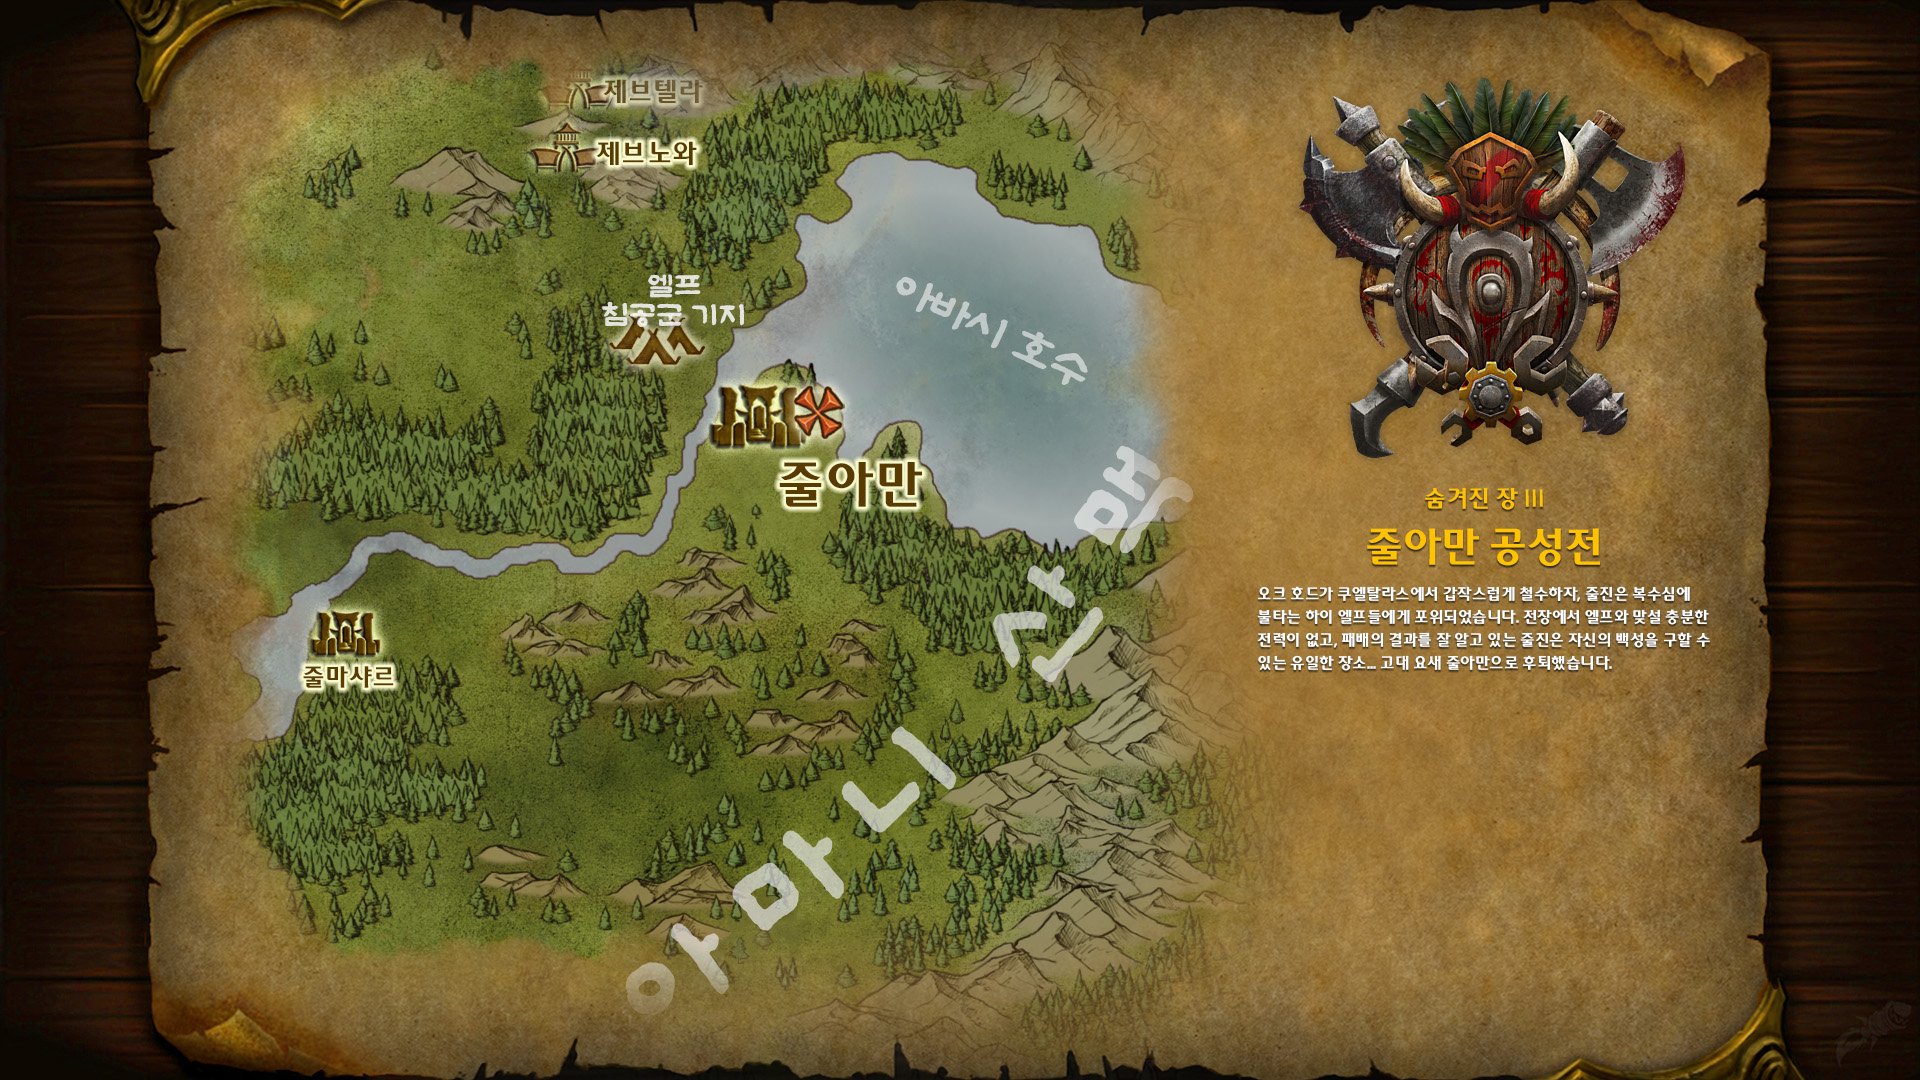 제브텔라
제브노와
엘프
침공군 기지
아바시 호수
줄아만
줄마샤르
아마니 산맥
숨겨진 장 III
줄아만 공성전
오크 호드가 쿠엘탈라스에서 갑작스럽게 철수하자, 줄진은 복수심에
불타는 하이 엘프들에게 포위되었습니다. 전장에서 엘프와 맞설 충분한
전력이 없고, 패배의 결과를 잘 알고 있는 줄진은 자신의 백성을 구할 수
있는 유일한 장소... 고대 요새 줄아만으로 후퇴했습니다.